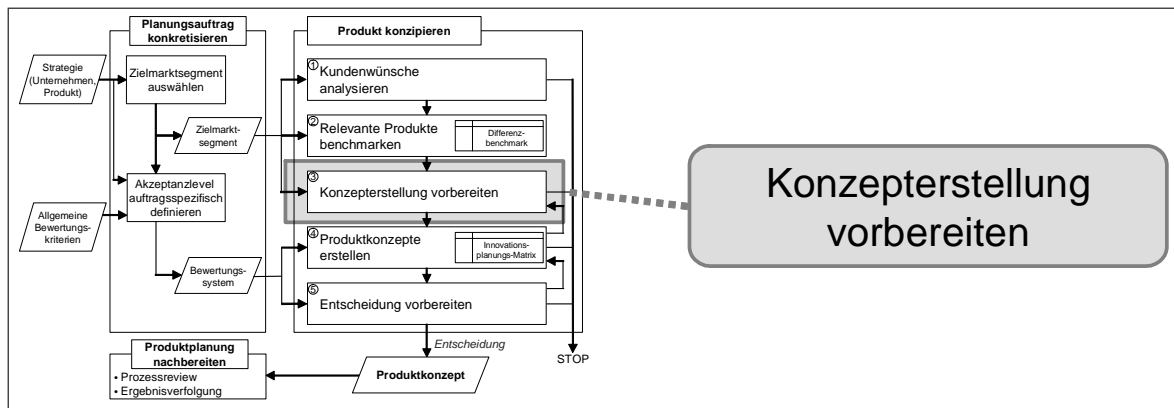 Planungsauftrag
konkretisieren
Produkt konzipieren
Strategie
(Unternehmen,
Produkt)
Zielmarktsegment
auswählen
Zielmarkt-
segment
Akzeptanzlevel
auftragsspezifisch
definieren
Allgemeine
Bewertungs-
kriterien
Bewertungs-
system
① Kundenwünsche
analysieren
② Relevante Produkte
benchmarken
Differenz-
benchmark
③
Konzepterstellung vorbereiten
④ Produktkonzepte
erstellen
Innovations-
planungs-Matrix
⑤
Entscheidung vorbereiten
Entscheidung
STOP
Produktplanung
nachbereiten
• Prozessreview
• Ergebnisverfolgung
Produktkonzept
Konzepterstellung
vorbereiten